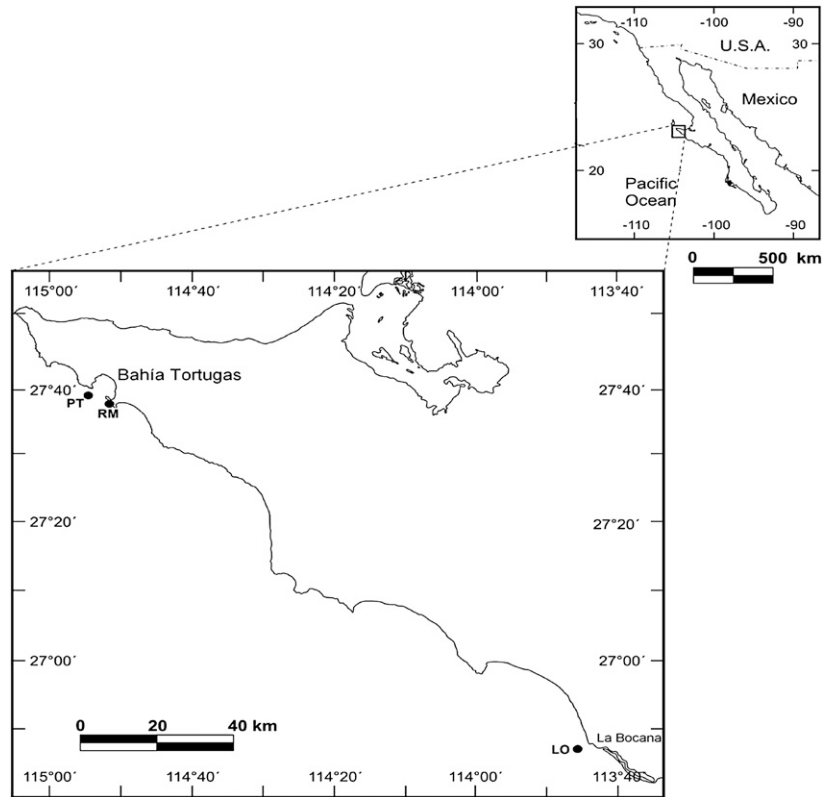 -110 -100 -90
30 U.S.A. 30
Mexico
20
Pacific
Ocean
-110 -100 -90
0 500 km
115°00´ 114°40´ 114°20´ 114°00´ 113°40´
Bahía Tortugas
27°40´ 27°40´
PT RM
27°20´ 27°20´
27°00´ 27°00´
0 20 40 km
La Bocana
LO
115°00´ 114°40´ 114°20´ 114°00´ 113°40´